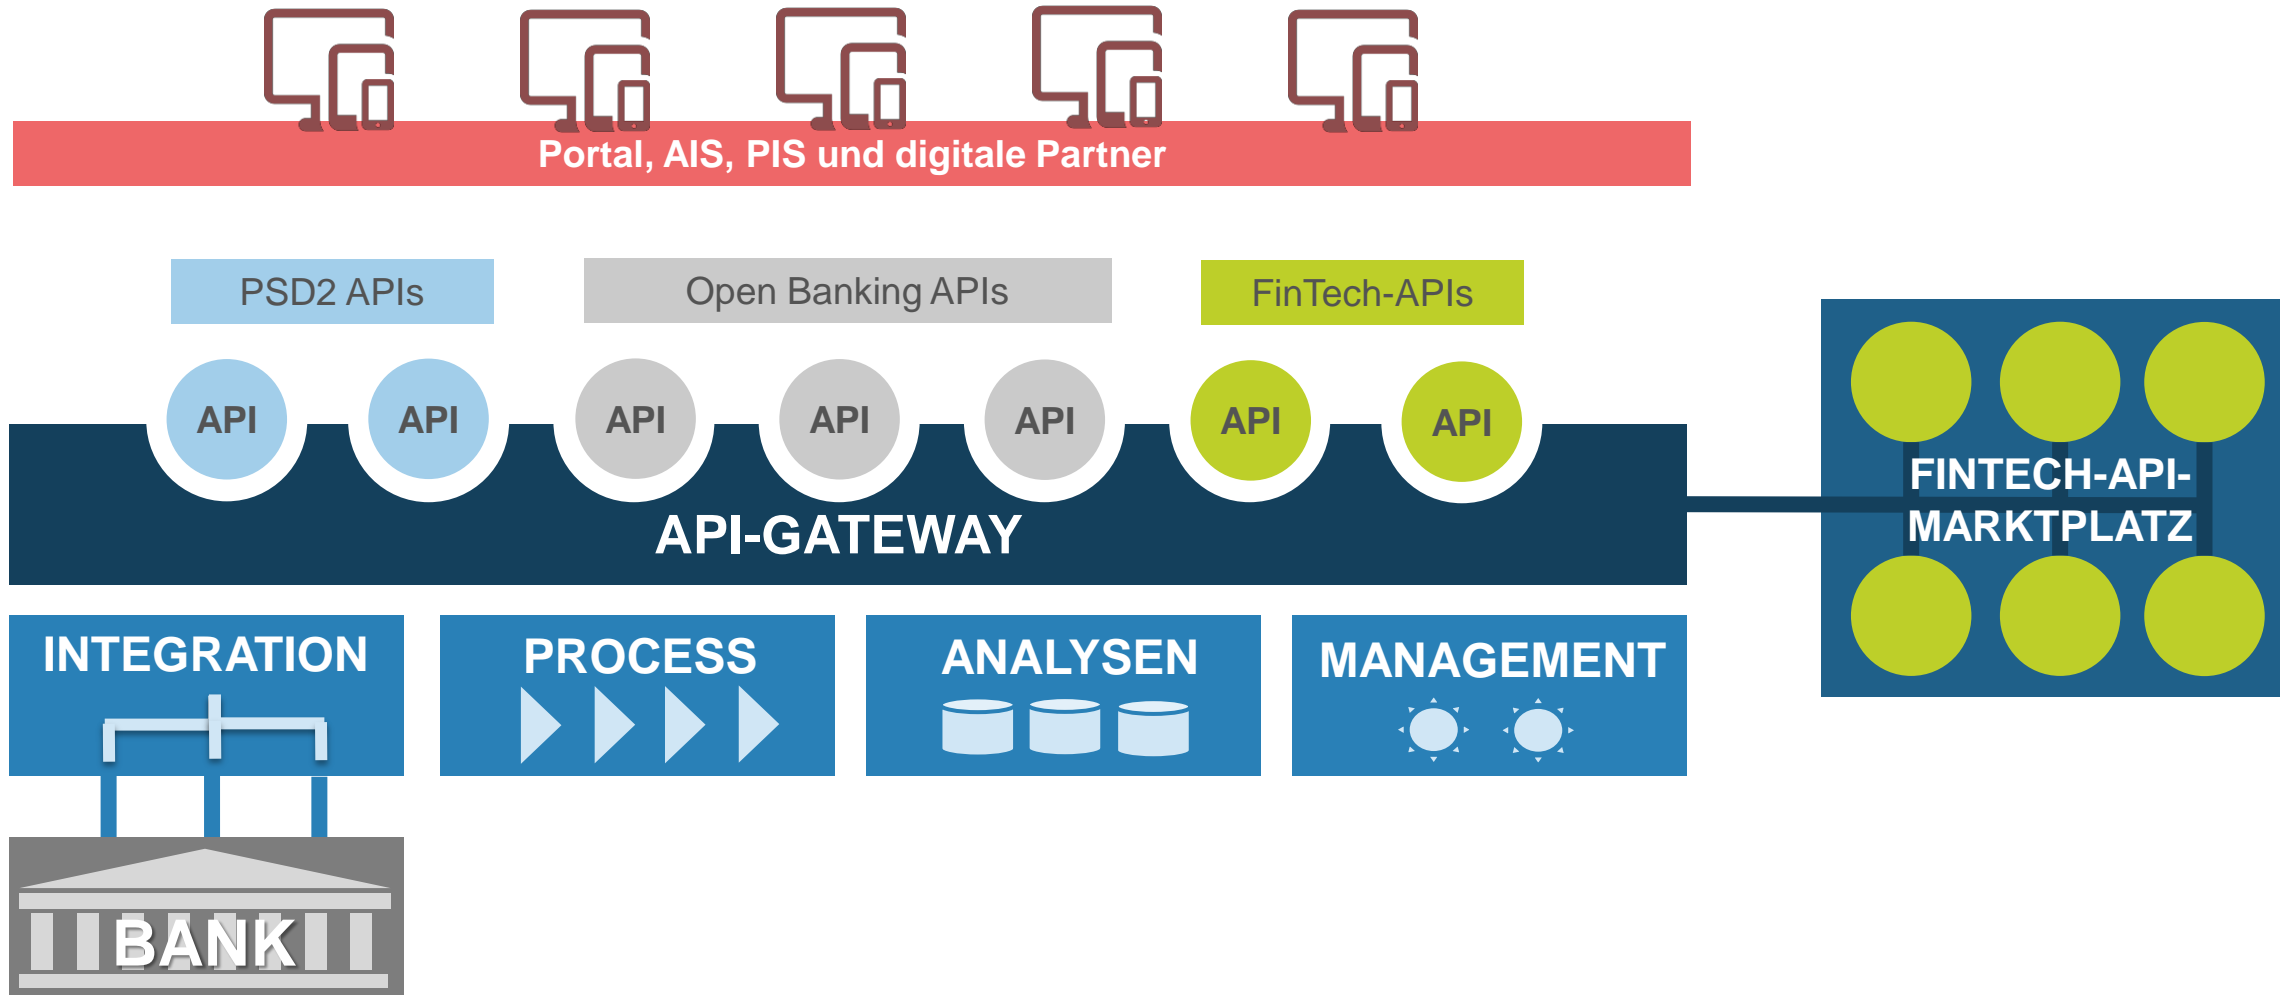 Portal, AIS, PIS und digitale Partner
PSD2 APIs
Open Banking APIs
FinTech-APIs
API
API
API
API
API
API
API
API-GATEWAY
FINTECH-API-
MARKTPLATZ
INTEGRATION
PROCESS
ANALYSEN
MANAGEMENT
BANK